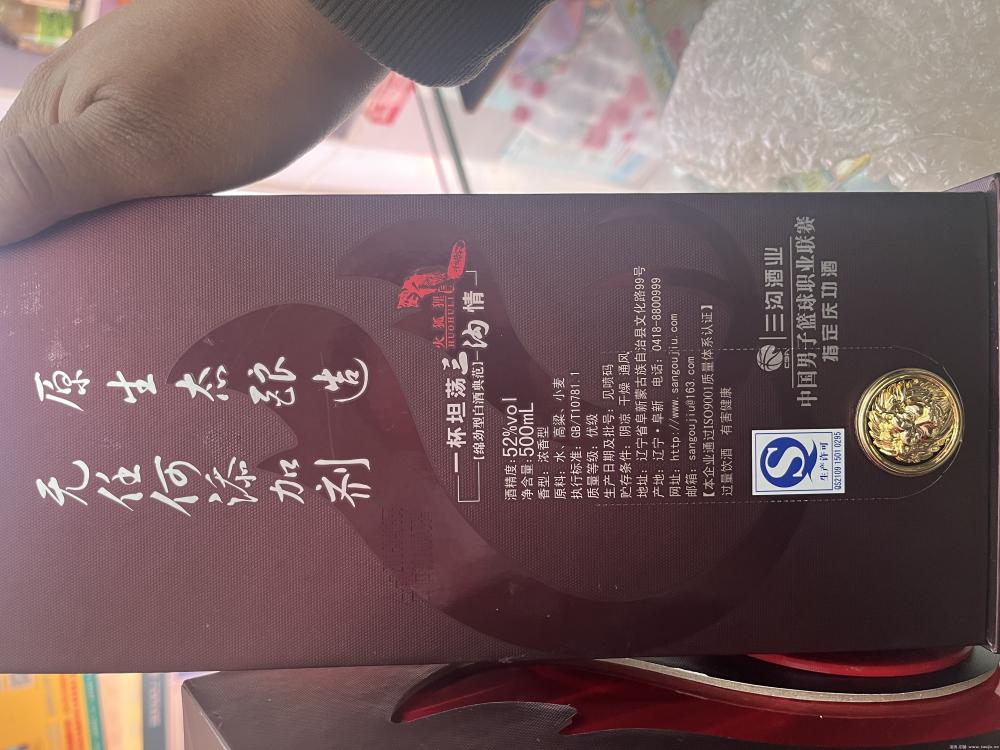 原生态酿造
无任何添加剂
火狐狸
HUOHULI
一杯坦荡三沟情
【绵劲型白酒典范】
酒精度：52%vol
净含量：500mL
香型：浓香型
原料：水 高粱、小麦
执行标准：GB/T10781.1
质量等级 优级
生产日期及批号：见喷码
贮存条件：阴凉 干燥 通风
地址：辽宁省阜新蒙古族自治县文化路99号
产地：辽宁·阜新 电话：0418-8800999
网址：http://www.sangoujiu.com
邮箱：sangoujiu@163.com
【本企业通过ISO9001质量体系认证】
过量饮酒 有害健康
CBA
三沟酒业
中国男子篮球职业联赛
指定庆功酒
生产许可
QS2109 1501 0295